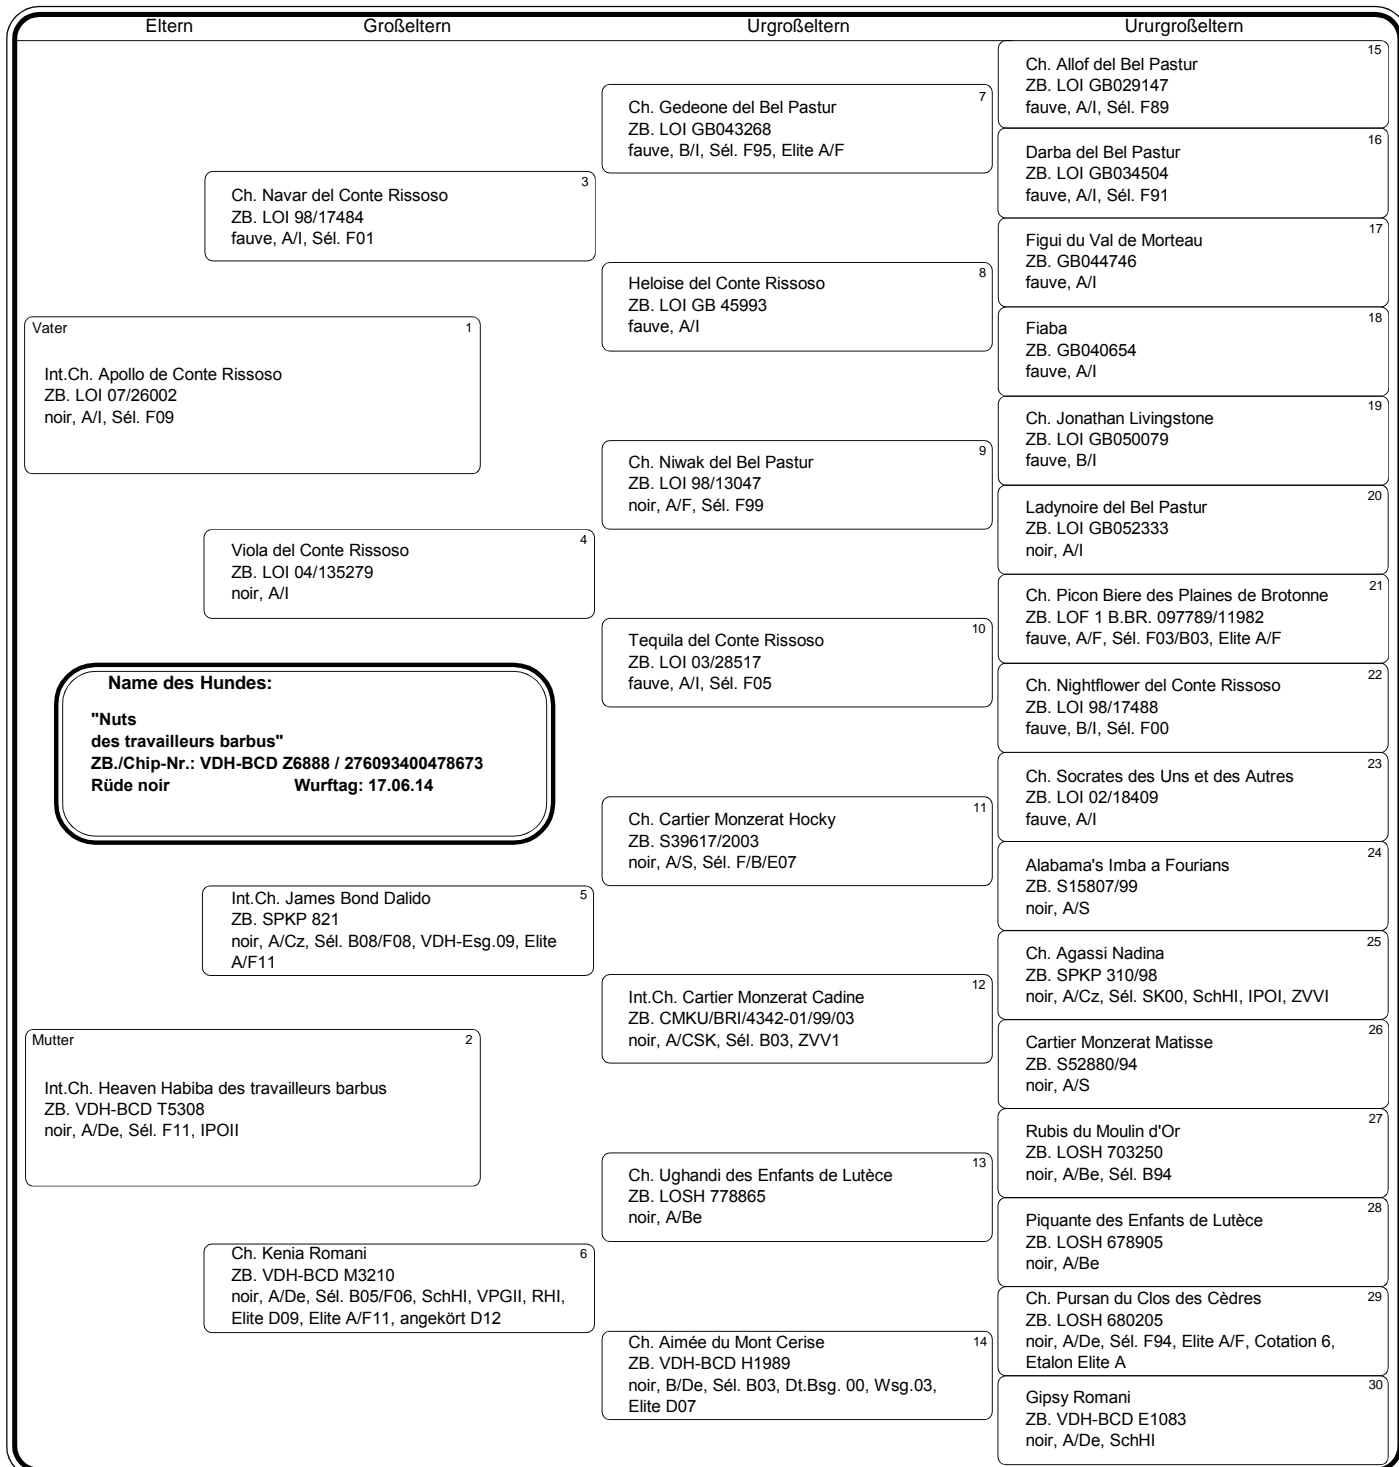 Eltern Großeltern Urgroßeltern Ururgroßeltern
Vater 1
Int.Ch. Apollo de Conte Rissoso
ZB. LOI 07/26002
noir, A/I, Sél. F09
Mutter 2
Int.Ch. Heaven Habiba des travailleurs barbus
ZB. VDH-BCD T5308
noir, A/De, Sél. F11, IPOII
Name des Hundes:
"Nuts
des travailleurs barbus"
ZB./Chip-Nr.: VDH-BCD Z6888 / 276093400478673
Rüde noir Wurftag: 17.06.14
3
Ch. Navar del Conte Rissoso
ZB. LOI 98/17484
fauve, A/I, Sél. F01
4
Viola del Conte Rissoso
ZB. LOI 04/135279
noir, A/I
5
Int.Ch. James Bond Dalido
ZB. SPKP 821
noir, A/Cz, Sél. B08/F08, VDH-Esg.09, Elite
A/F11
6
Ch. Kenia Romani
ZB. VDH-BCD M3210
noir, A/De, Sél. B05/F06, SchHI, VPGII, RHI,
Elite D09, Elite A/F11, angekört D12
7
Ch. Gedeone del Bel Pastur
ZB. LOI GB043268
fauve, B/I, Sél. F95, Elite A/F
8
Heloise del Conte Rissoso
ZB. LOI GB 45993
fauve, A/I
9
Ch. Niwak del Bel Pastur
ZB. LOI 98/13047
noir, A/F, Sél. F99
10
Tequila del Conte Rissoso
ZB. LOI 03/28517
fauve, A/I, Sél. F05
11
Ch. Cartier Monzerat Hocky
ZB. S39617/2003
noir, A/S, Sél. F/B/E07
12
Int.Ch. Cartier Monzerat Cadine
ZB. CMKU/BRI/4342-01/99/03
noir, A/CSK, Sél. B03, ZVV1
13
Ch. Ughandi des Enfants de Lutèce
ZB. LOSH 778865
noir, A/Be
14
Ch. Aimée du Mont Cerise
ZB. VDH-BCD H1989
noir, B/De, Sél. B03, Dt.Bsg. 00, Wsg.03,
Elite D07
15
Ch. Allof del Bel Pastur
ZB. LOI GB029147
fauve, A/I, Sél. F89
16
Darba del Bel Pastur
ZB. LOI GB034504
fauve, A/I, Sél. F91
17
Figui du Val de Morteau
ZB. GB044746
fauve, A/I
18
Fiaba
ZB. GB040654
fauve, A/I
19
Ch. Jonathan Livingstone
ZB. LOI GB050079
fauve, B/I
20
Ladynoire del Bel Pastur
ZB. LOI GB052333
noir, A/I
21
Ch. Picon Biere des Plaines de Brotonne
ZB. LOF 1 B.BR. 097789/11982
fauve, A/F, Sél. F03/B03, Elite A/F
22
Ch. Nightflower del Conte Rissoso
ZB. LOI 98/17488
fauve, B/I, Sél. F00
23
Ch. Socrates des Uns et des Autres
ZB. LOI 02/18409
fauve, A/I
24
Alabama's Imba a Fourians
ZB. S15807/99
noir, A/S
25
Ch. Agassi Nadina
ZB. SPKP 310/98
noir, A/Cz, Sél. SK00, SchHI, IPOI, ZVVI
26
Cartier Monzerat Matisse
ZB. S52880/94
noir, A/S
27
Rubis du Moulin d'Or
ZB. LOSH 703250
noir, A/Be, Sél. B94
28
Piquante des Enfants de Lutèce
ZB. LOSH 678905
noir, A/Be
29
Ch. Pursan du Clos des Cèdres
ZB. LOSH 680205
noir, A/De, Sél. F94, Elite A/F, Cotation 6,
Etalon Elite A
30
Gipsy Romani
ZB. VDH-BCD E1083
noir, A/De, SchHI